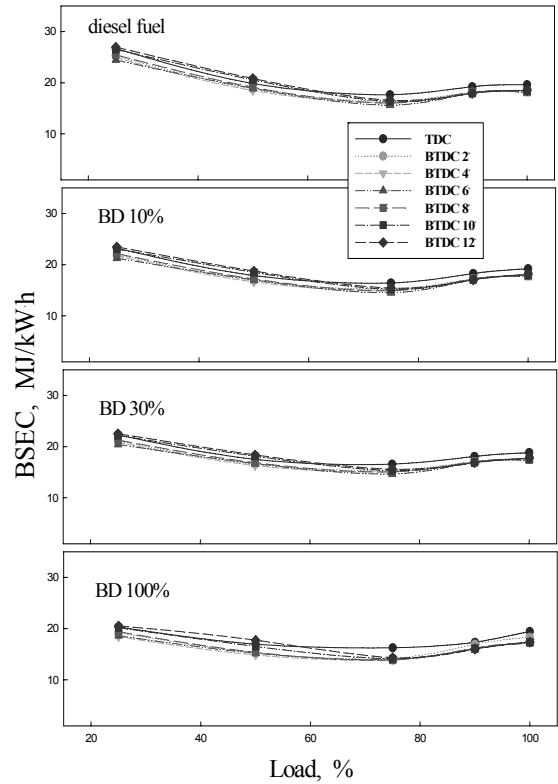 diesel fuel
30
20
10
TDC
BTDC 2°
BTDC 4°
BTDC 6°
BTDC 8°
BTDC 10°
BTDC 12°
BD 10%
30
20
10
BD 30%
30
20
10
BD 100%
30
20
10
20 40 60 80 100
Load, %
BSEC, MJ/kW·h